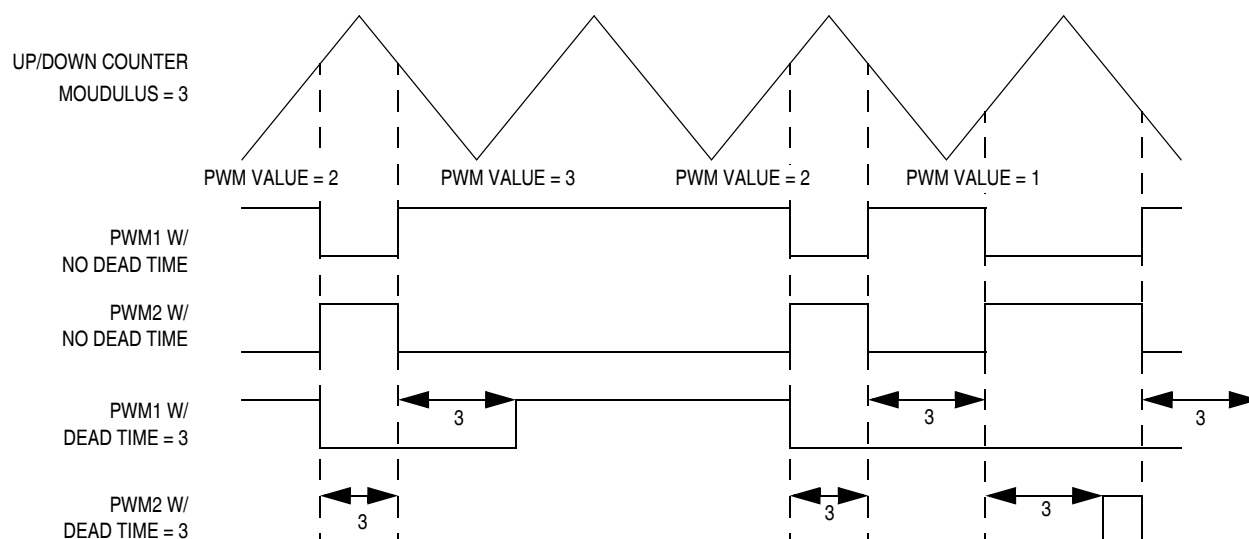 UP/DOWN COUNTER
MOUDULUS = 3
PWM VALUE = 2
PWM VALUE = 3
PWM VALUE = 2
PWM VALUE = 1
PWM1 W/
NO DEAD TIME
PWM2 W/
NO DEAD TIME
PWM1 W/
DEAD TIME = 3
3
3
3
PWM2 W/
DEAD TIME = 3
3
3
3